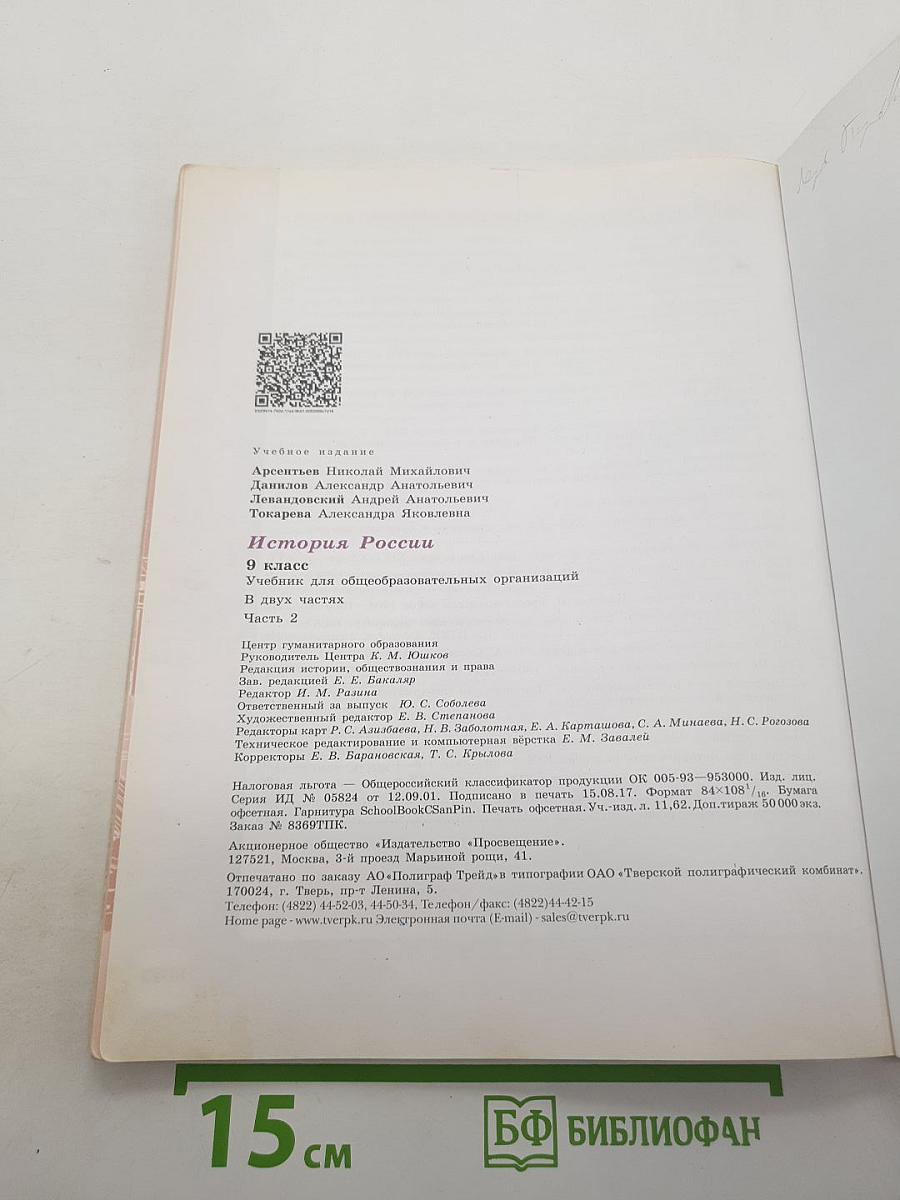 Учебное издание
Арсентьев Николай Михайлович
Данилов Александр Анатольевич
Левандовский Андрей Анатольевич
Токарева Александра Яковлевна
История России
9 класс
Учебник для общеобразовательных организаций
В двух частях
Часть 2
Центр гуманитарного образования
Руководитель Центра К. М. Юшков
Редакция истории, обществознания и права
Зав. редакцией Е. Е. Бакаляр
Редактор И. М. Разина
Ответственный за выпуск Ю. С. Соболева
Художественный редактор Е. В. Степанова
Редакторы карт Р. С. Азизбаева, Н. В. Заболотная, Е. А. Карташова, С. А. Минаева, Н. С. Рогозова
Техническое редактирование и компьютерная вёрстка Е. М. Завалей
Корректоры Е. В. Барановская, Т. С. Крылова
Налоговая льгота — Общероссийский классификатор продукции ОК 005-93—953000. Изд. лиц.
Серия ИД № 05824 от 12.09.01. Подписано в печать 15.08.17. Формат 84×108 1/16. Бумага
офсетная. Гарнитура SchoolBookCSanPin. Печать офсетная. Уч.-изд. л. 11,62. Доп. тираж 50 000 экз.
Заказ № 8369ТПК.
Акционерное общество «Издательство «Просвещение».
127521, Москва, 3-й проезд Марьиной рощи, 41.
Отпечатано по заказу АО «Полиграф Трейд» в типографии ОАО «Тверской полиграфический комбинат».
170024, г. Тверь, пр-т Ленина, 5.
Телефон: (4822) 44-52-03, 44-50-34, Телефон/факс: (4822)44-42-15
Home page - www.tverpk.ru Электронная почта (E-mail) - sales@tverpk.ru
15 см
БФ БИБЛИОФАН